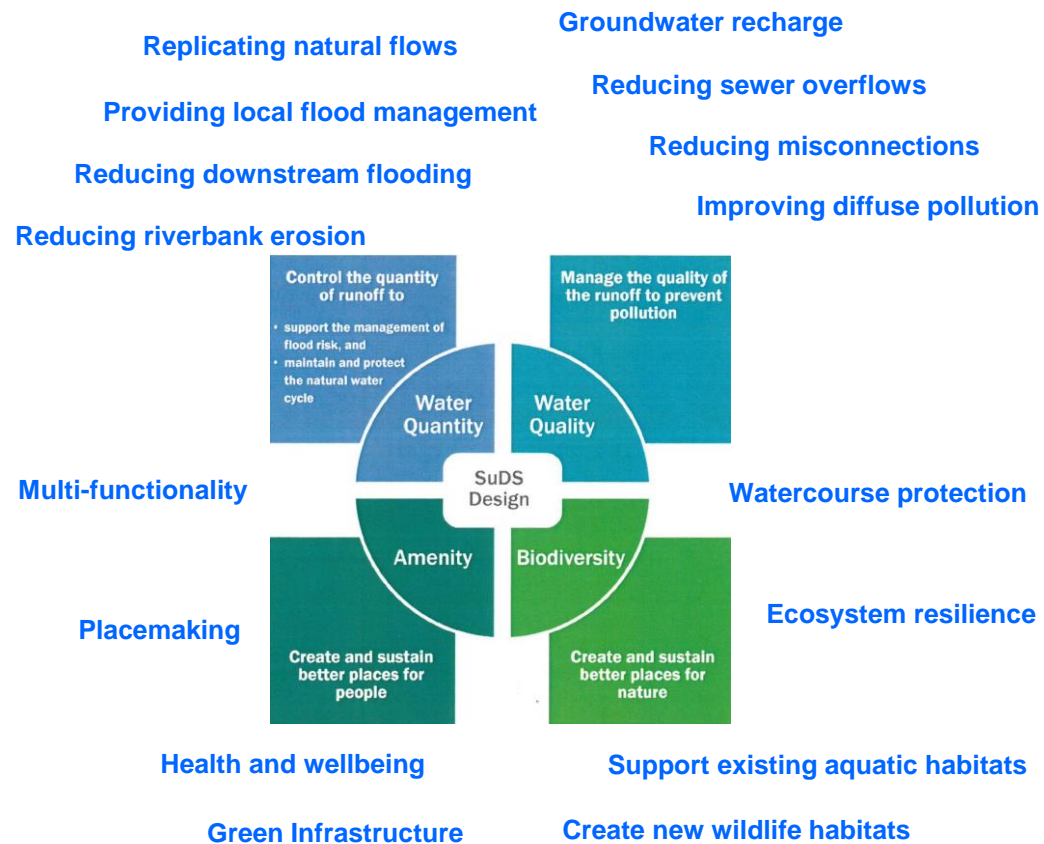 Groundwater recharge
Replicating natural flows
Reducing sewer overflows
Providing local flood management
Reducing misconnections
Reducing downstream flooding
Improving diffuse pollution
Reducing riverbank erosion
Control the quantity
of runoff to
• support the management of
flood risk, and
• maintain and protect
the natural water
cycle
Manage the quality of
the runoff to prevent
pollution
Water
Quantity
Water
Quality
SuDS
Design
Multi-functionality
Watercourse protection
Amenity
Biodiversity
Placemaking
Ecosystem resilience
Create and sustain
better places for
people
Create and sustain
better places for
nature
Health and wellbeing
Support existing aquatic habitats
Green Infrastructure
Create new wildlife habitats